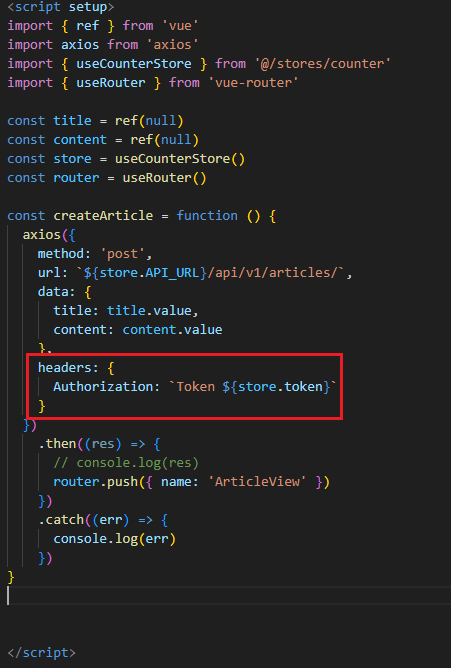 <script setup>
import { ref } from 'vue'
import axios from 'axios'
import { useCounterStore } from '@/stores/counter'
import { useRouter } from 'vue-router'

const title = ref(null)
const content = ref(null)
const store = useCounterStore()
const router = useRouter()

const createArticle = function () {
  axios({
    method: 'post',
    url: `${store.API_URL}/api/v1/articles/`,
    data: {
      title: title.value,
      content: content.value
    },
    headers: {
      Authorization: `Token ${store.token}`
    }
  })
    .then((res) => {
      // console.log(res)
      router.push({ name: 'ArticleView' })
    })
    .catch((err) => {
      console.log(err)
    })
}

</script>